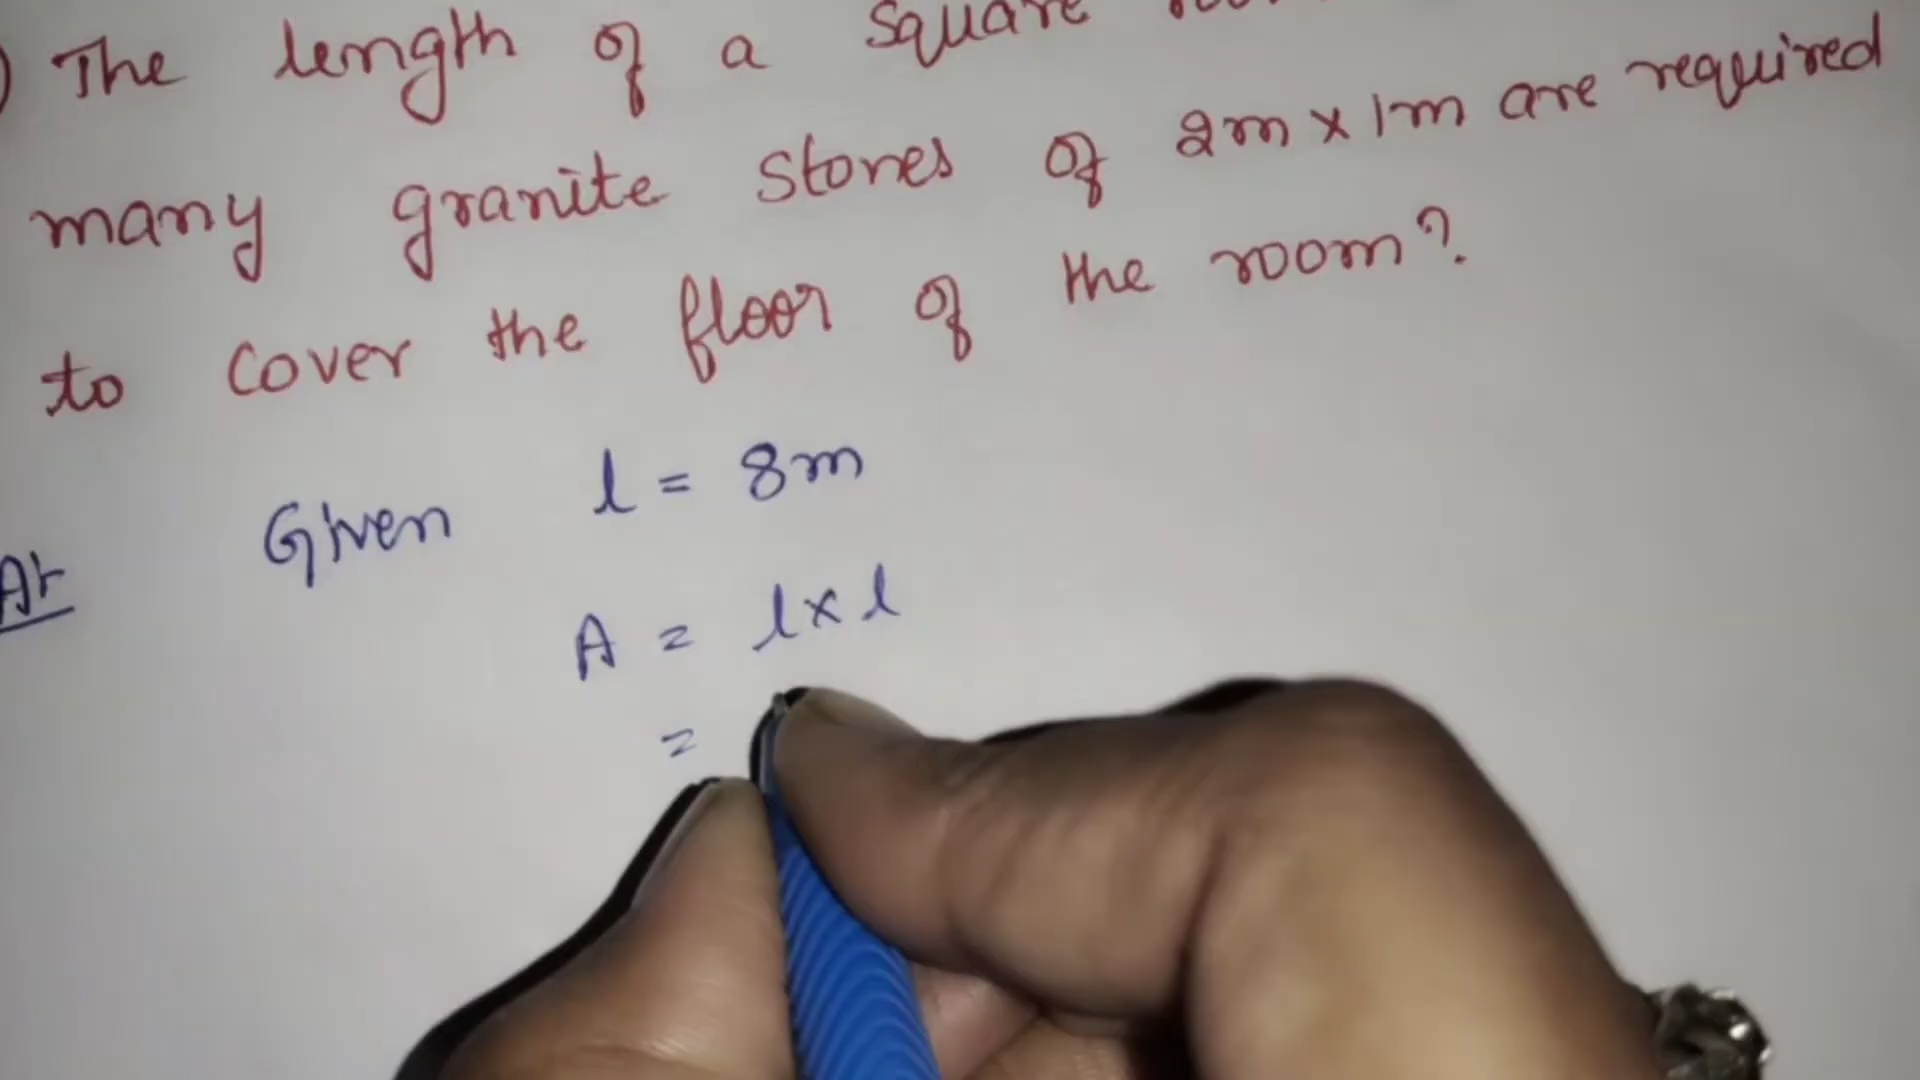 ) The length of a square
many granite stones of 2m x 1m are required
to cover the floor of the room?
Given l = 8m
Ar
A = l x l
=